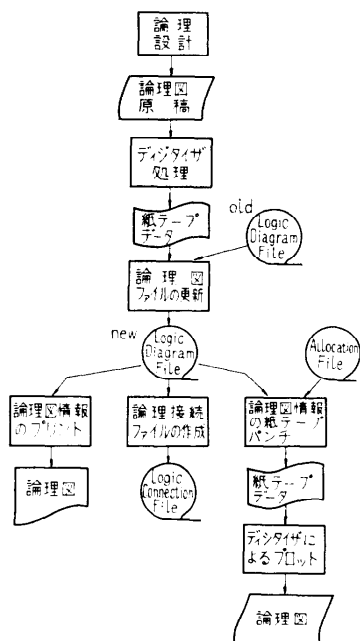 論理
設計
論理図
原稿
ディジタイザ
処理
紙テープ
データ
old
Logic
Diagram
File
論理図
ファイルの更新
new
Logic
Diagram
File
Allocation
File
論理図情報
のプリント
論理接続
ファイルの作成
論理図情報
の紙テープ
パンチ
論理図
Logic
Connection
File
紙テープ
データ
ディジタイザに
よるプロット
論理図